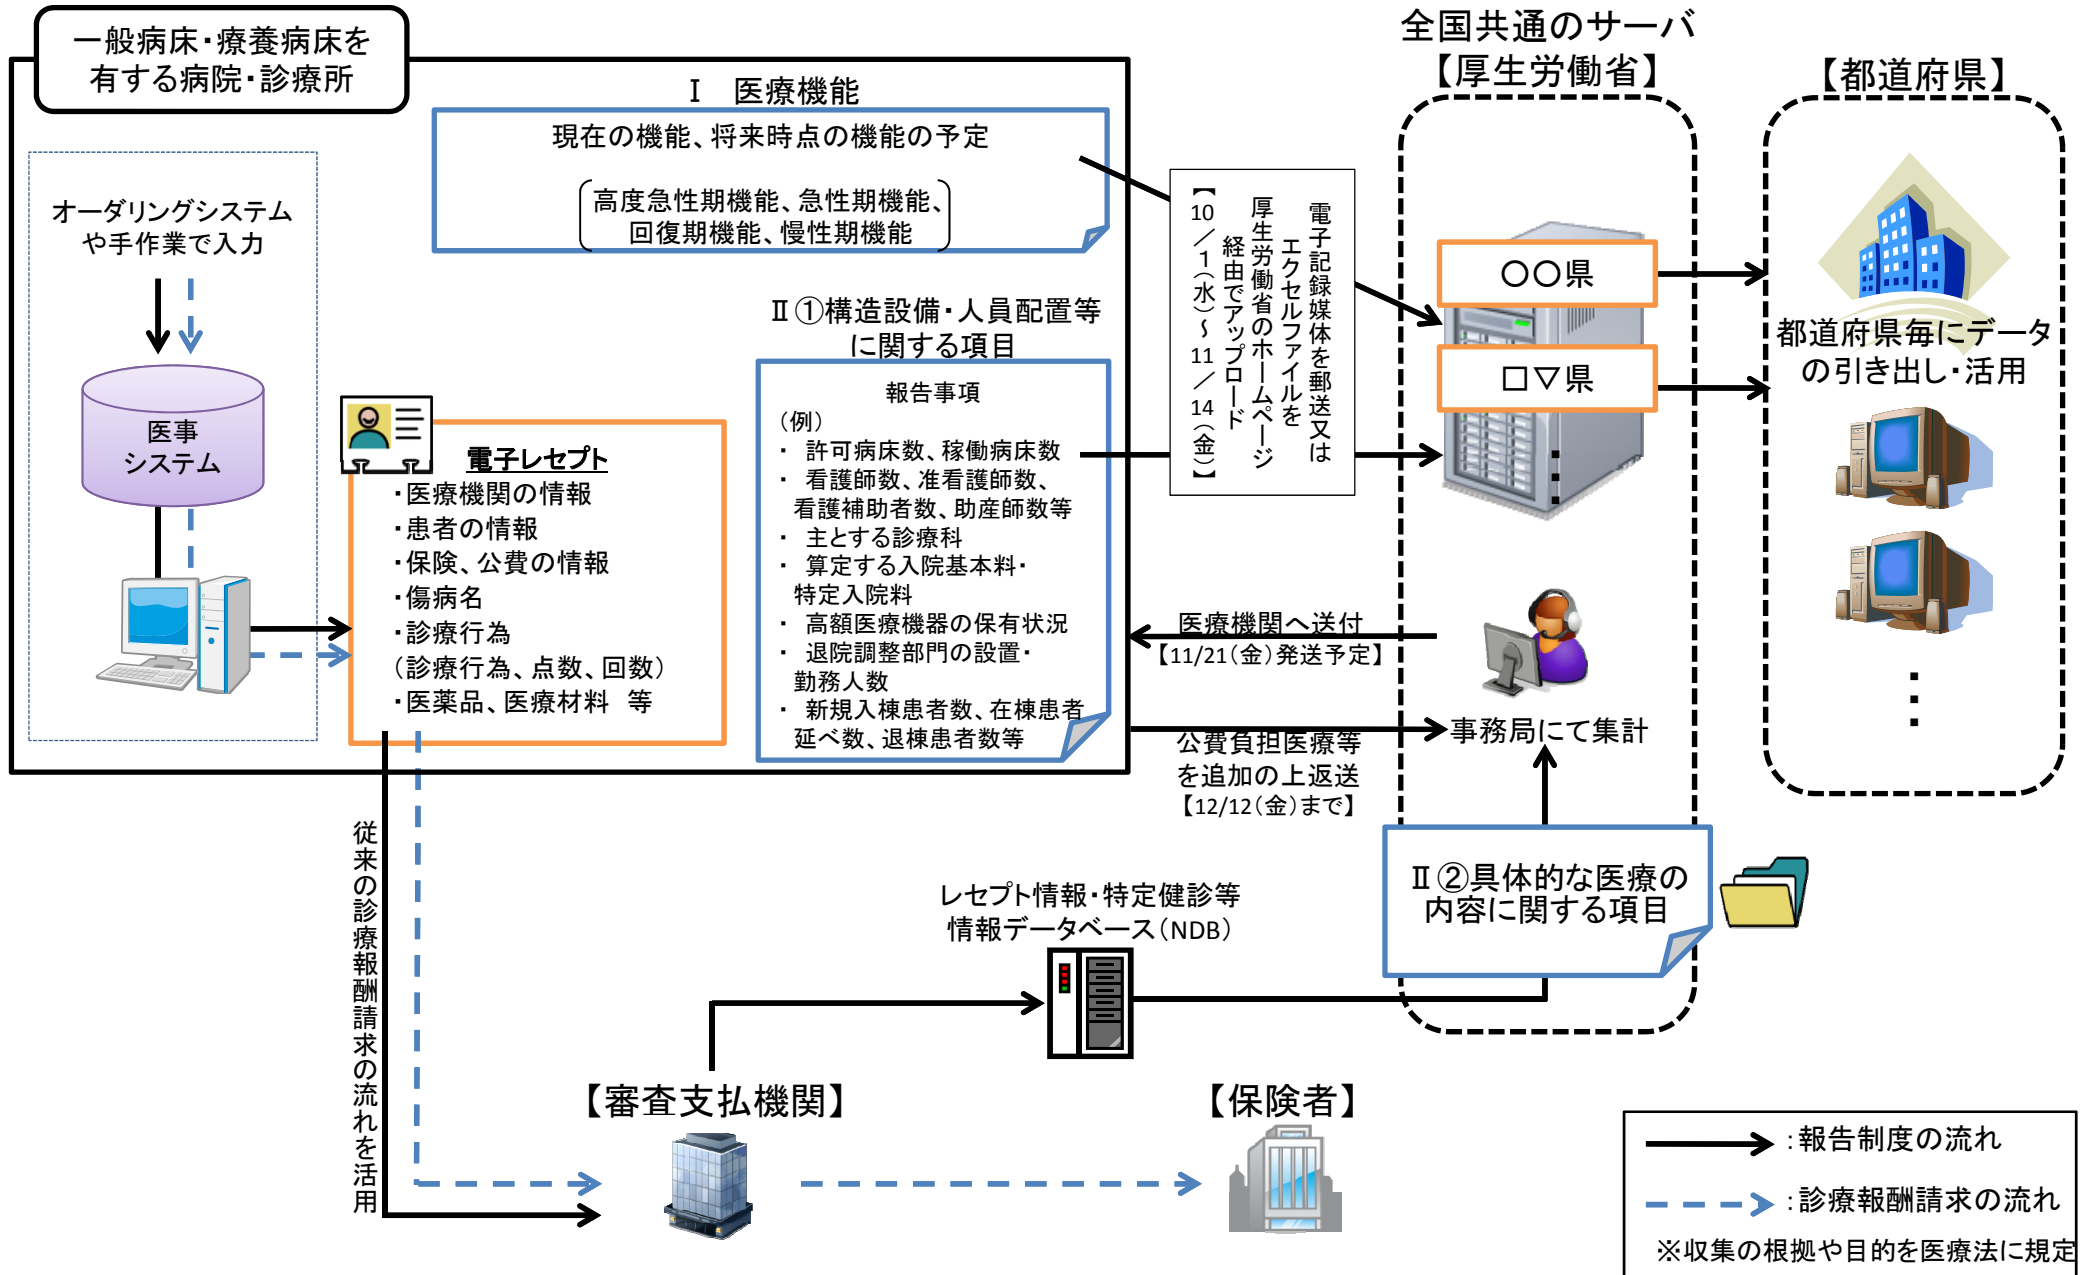 一般病床・療養病床を
有する病院・診療所
オーダリングシステム
や手作業で入力
医事
システム
Ⅰ　医療機能
現在の機能、将来時点の機能の予定
高度急性期機能、急性期機能、
回復期機能、慢性期機能
Ⅱ①構造設備・人員配置等
に関する項目
報告事項
（例）
・ 許可病床数、稼働病床数
・ 看護師数、准看護師数、
看護補助者数、助産師数等
・ 主とする診療科
・ 算定する入院基本料・
特定入院料
・ 高額医療機器の保有状況
・ 退院調整部門の設置・
勤務人数
・ 新規入棟患者数、在棟患者
延べ数、退棟患者数等
電子レセプト
・医療機関の情報
・患者の情報
・保険、公費の情報
・傷病名
・診療行為
（診療行為、点数、回数）
・医薬品、医療材料　等
従来の診療報酬請求の流れを活用
電子記録媒体を郵送又は
エクセルファイルを
厚生労働省のホームページ
経由でアップロード
【10／1（水）～11／14（金）】
全国共通のサーバ
【厚生労働省】
〇〇県
□▽県
医療機関へ送付
【11/21（金）発送予定】
事務局にて集計
公費負担医療等
を追加の上返送
【12/12（金）まで】
Ⅱ②具体的な医療の
内容に関する項目
レセプト情報・特定健診等
情報データベース（NDB）
【都道府県】
都道府県毎にデータ
の引き出し・活用
【審査支払機関】
【保険者】
：報告制度の流れ
：診療報酬請求の流れ
※収集の根拠や目的を医療法に規定